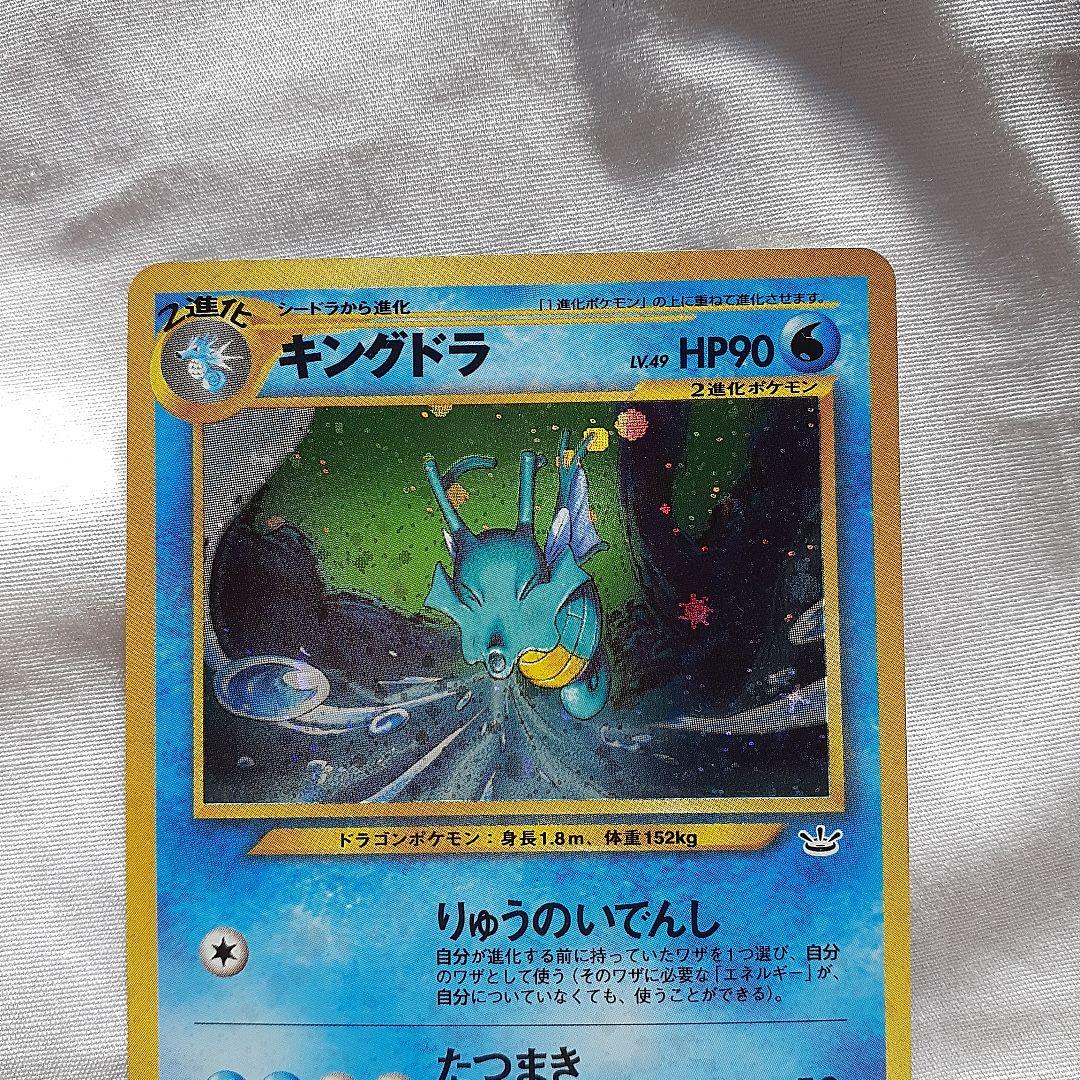 2進化
シードラから進化
「1進化ポケモン」の上に重ねて進化させます。
キングドラ
LV.49 HP90
2進化ポケモン
ドラゴンポケモン：身長1.8m、体重152kg
りゅうのいでんし
自分が進化する前に持っていたワザを1つ選び、自分
のワザとして使う（そのワザに必要な「エネルギー」が、
自分についていなくても、使うことができる）。
たつまき